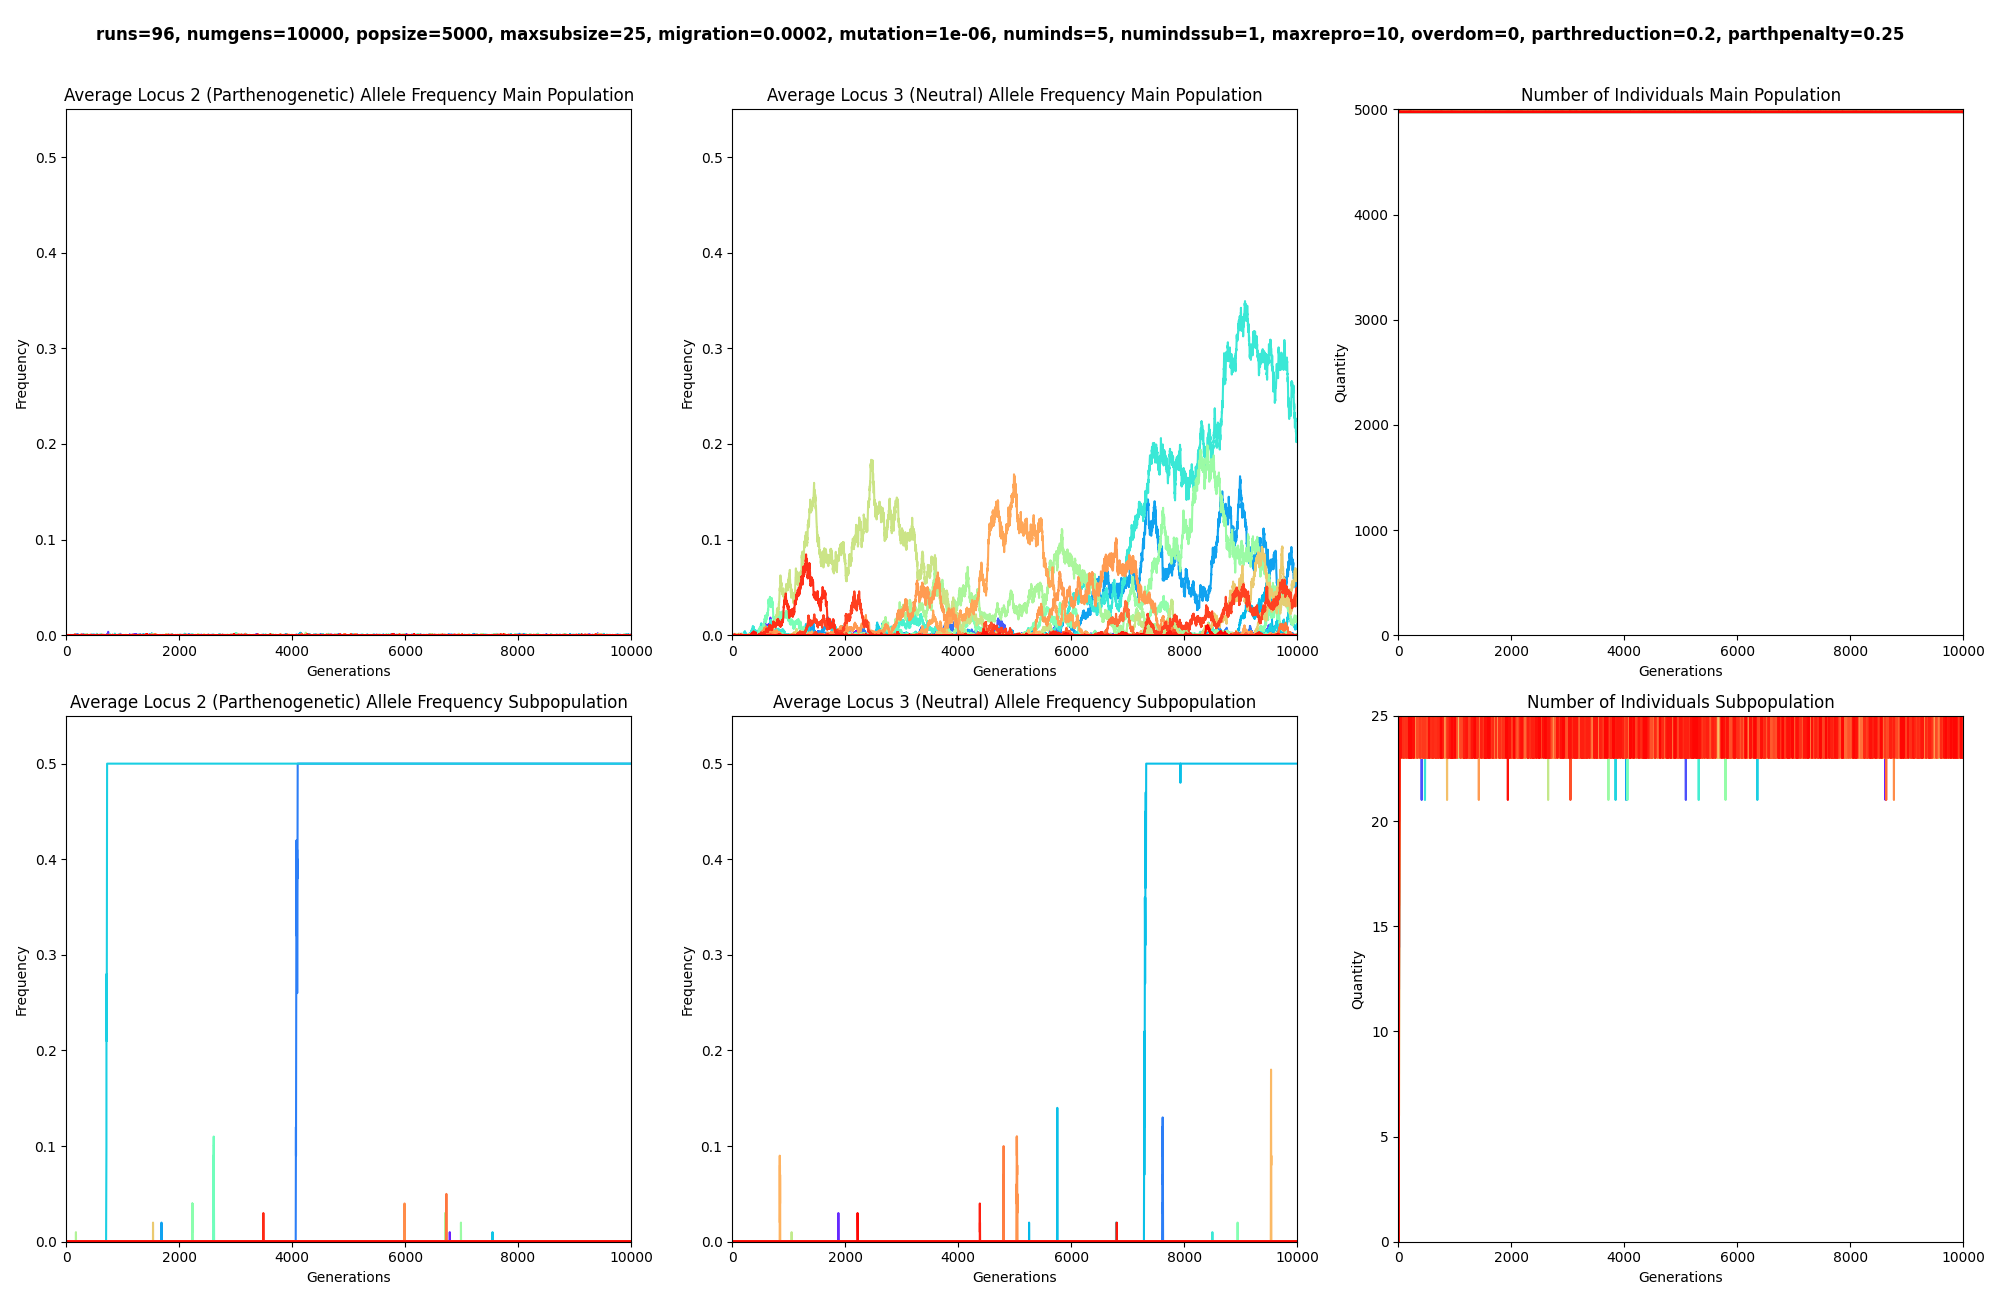 runs=96, numgens=10000, popsize=5000, maxsubsize=25, migration=0.0002, mutation=1e-06, numinds=5, numindssub=1, maxrepro=10, overdom=0, parthreduction=0.2, parthpenalty=0.25
Average Locus 2 (Parthenogenetic) Allele Frequency Main Population
Frequency
0.5
0.4
0.3
0.2
0.1
0.0
0 2000 4000 6000 8000 10000
Generations
Average Locus 3 (Neutral) Allele Frequency Main Population
Frequency
0.5
0.4
0.3
0.2
0.1
0.0
0 2000 4000 6000 8000 10000
Generations
Number of Individuals Main Population
Quantity
5000
4000
3000
2000
1000
0
0 2000 4000 6000 8000 10000
Generations
Average Locus 2 (Parthenogenetic) Allele Frequency Subpopulation
Frequency
0.5
0.4
0.3
0.2
0.1
0.0
0 2000 4000 6000 8000 10000
Generations
Average Locus 3 (Neutral) Allele Frequency Subpopulation
Frequency
0.5
0.4
0.3
0.2
0.1
0.0
0 2000 4000 6000 8000 10000
Generations
Number of Individuals Subpopulation
Quantity
25
20
15
10
5
0
0 2000 4000 6000 8000 10000
Generations